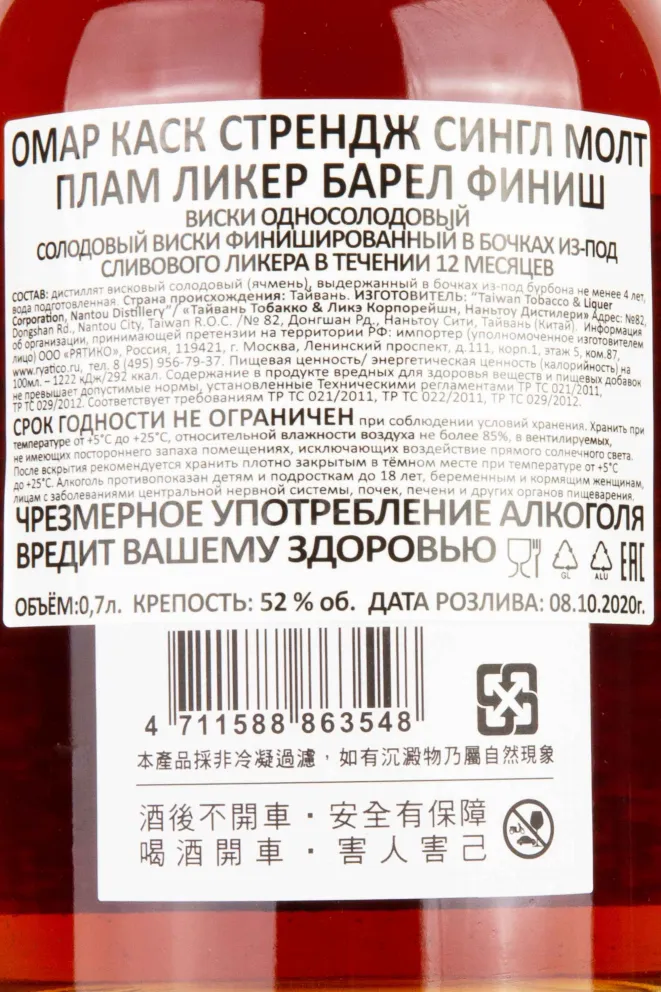 ОМАР КАСК СТРЕНДЖ СИНГЛ МОЛТ
ПЛАМ ЛИКЕР БАРЕЛ ФИНИШ
ВИСКИ ОДНОСОЛОДОВЫЙ
СОЛОДОВЫЙ ВИСКИ ФИНИШИРОВАННЫЙ В БОЧКАХ ИЗ-ПОД
СЛИВОВОГО ЛИКЕРА В ТЕЧЕНИИ 12 МЕСЯЦЕВ
СОСТАВ: дистиллят висковый солодовый (ячмень), выдержанный в бочках из-под бурбона не менее 4 лет,
вода подготовленная. Страна происхождения: Тайвань. ИЗГОТОВИТЕЛЬ: "Taiwan Tobacco & Liquer
Corporation, Nantou Distillery"/ «Тайвань Тобакко & Ликэ Корпорейшн, Наньтоу Дистилери» Адрес: №82,
Dongshan Rd., Nantou City, Taiwan R.O.C. /№ 82, Донгшан Рд., Наньтоу Сити, Тайвань (Китай). Информация
об организации, принимающей претензии на территории РФ: импортер (уполномоченное изготовителем
лицо) ООО «РЯТИКО», Россия, 119421, г. Москва, Ленинский проспект, д.111, корп.1, этаж 5, ком.87,
www.ryatico.ru, тел. 8 (495) 956-79-37. Пищевая ценность/ энергетическая ценность (калорийность) на
100мл. – 1222 кДж/292 ккал. Содержание в продукте вредных для здоровья веществ и пищевых добавок
не превышает допустимые нормы, установленные Техническими регламентами ТР ТС 021/2011,
ТР ТС 029/2012. Соответствует требованиям ТР ТС 021/2011, ТР ТС 022/2011, ТР ТС 029/2012.
СРОК ГОДНОСТИ НЕ ОГРАНИЧЕН при соблюдении условий хранения. Хранить при
температуре от +5°С до +25°С, относительной влажности воздуха не более 85%, в вентилируемых,
не имеющих постороннего запаха помещениях, исключающих воздействие прямого солнечного света.
После вскрытия рекомендуется хранить плотно закрытым в тёмном месте при температуре от +5°С
до +25°С. Алкоголь противопоказан детям и подросткам до 18 лет, беременным и кормящим женщинам,
лицам с заболеваниями центральной нервной системы, почек, печени и других органов пищеварения.
ЧРЕЗМЕРНОЕ УПОТРЕБЛЕНИЕ АЛКОГОЛЯ
ВРЕДИТ ВАШЕМУ ЗДОРОВЬЮ
GL ALU EAC
ОБЪЁМ:0,7л. КРЕПОСТЬ: 52 % об. ДАТА РОЗЛИВА: 08.10.2020г.
4 711588 863548
本產品採非冷凝過濾，如有沉澱物乃屬自然現象
酒後不開車・安全有保障
喝酒開車・害人害己